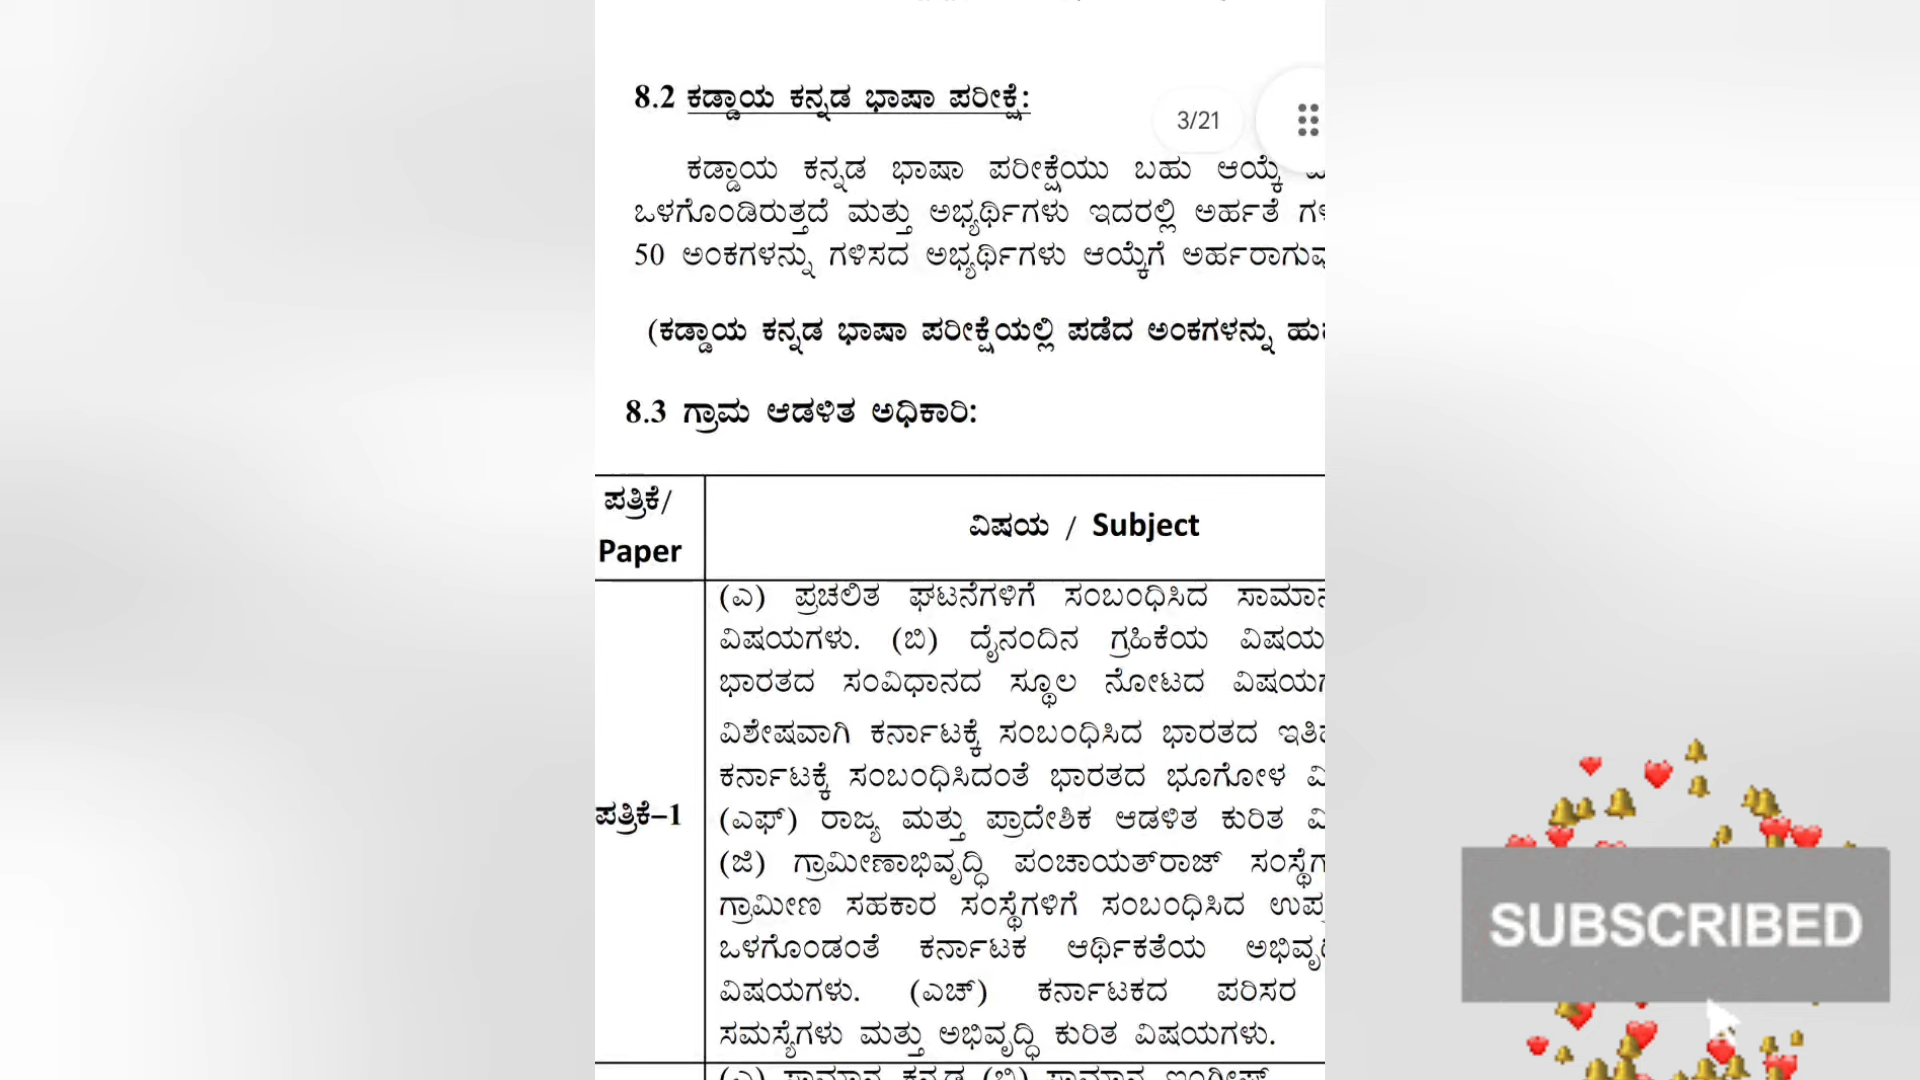 8.2 ಕಡ್ಡಾಯ ಕನ್ನಡ ಭಾಷಾ ಪರೀಕ್ಷೆ:
3/21
ಕಡ್ಡಾಯ ಕನ್ನಡ ಭಾಷಾ ಪರೀಕ್ಷೆಯು ಬಹು ಆಯ್ಕೆ
ಒಳಗೊಂಡಿರುತ್ತದೆ ಮತ್ತು ಅಭ್ಯರ್ಥಿಗಳು ಇದರಲ್ಲಿ ಅರ್ಹತೆ
50 ಅಂಕಗಳನ್ನು ಗಳಿಸದ ಅಭ್ಯರ್ಥಿಗಳು ಆಯ್ಕೆಗೆ
(ಕಡ್ಡಾಯ ಕನ್ನಡ ಭಾಷಾ ಪರೀಕ್ಷೆಯಲ್ಲಿ ಪಡೆದ ಅಂಕಗಳನ್ನು
8.3 ಗ್ರಾಮ ಆಡಳಿತ ಅಧಿಕಾರಿ:
ಪತ್ರಿಕೆ/
Paper
ವಿಷಯ / Subject
ಪತ್ರಿಕೆ–1
(ಎ) ಪ್ರಚಲಿತ ಘಟನೆಗಳಿಗೆ ಸಂಬಂಧಿಸಿದ
ವಿಷಯಗಳು. (ಬಿ) ದೈನಂದಿನ ಗ್ರಹಿಕೆಯ
ಭಾರತದ ಸಂವಿಧಾನದ ಸ್ಥೂಲ ನೋಟದ
ವಿಶೇಷವಾಗಿ ಕರ್ನಾಟಕ್ಕೆ ಸಂಬಂಧಿಸಿದ ಭಾರತದ
ಕರ್ನಾಟಕ್ಕೆ ಸಂಬಂಧಿಸಿದಂತೆ ಭಾರತದ ಭೂಗೋಳ
(ಎಫ್) ರಾಜ್ಯ ಮತ್ತು ಪ್ರಾದೇಶಿಕ ಆಡಳಿತ ಕುರಿತ
(ಜಿ) ಗ್ರಾಮೀಣಾಭಿವೃದ್ಧಿ ಪಂಚಾಯತ್‌ರಾಜ್
ಗ್ರಾಮೀಣ ಸಹಕಾರ ಸಂಸ್ಥೆಗಳಿಗೆ ಸಂಬಂಧಿಸಿದ
ಒಳಗೊಂಡಂತೆ ಕರ್ನಾಟಕ ಆರ್ಥಿಕತೆಯ
ವಿಷಯಗಳು. (ಎಚ್) ಕರ್ನಾಟಕದ ಪರಿಸರ
ಸಮಸ್ಯೆಗಳು ಮತ್ತು ಅಭಿವೃದ್ಧಿ ಕುರಿತ ವಿಷಯಗಳು.
SUBSCRIBED